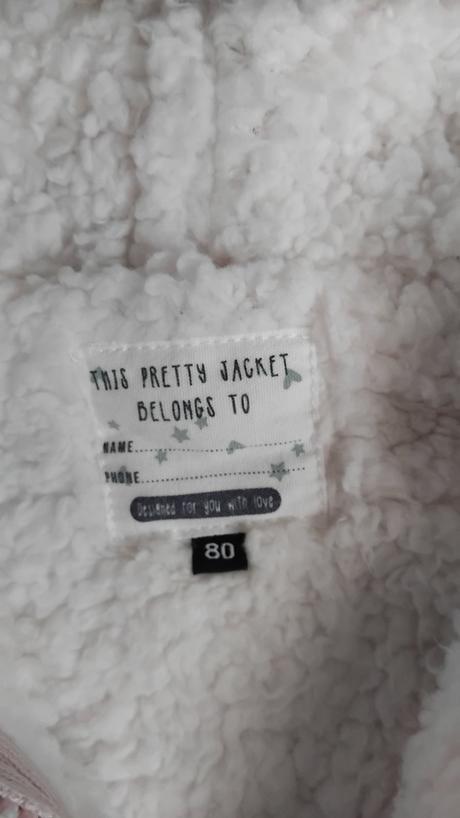 THIS PRETTY JACKET
BELONGS TO
NAME
PHONE
Designed for you with love
80